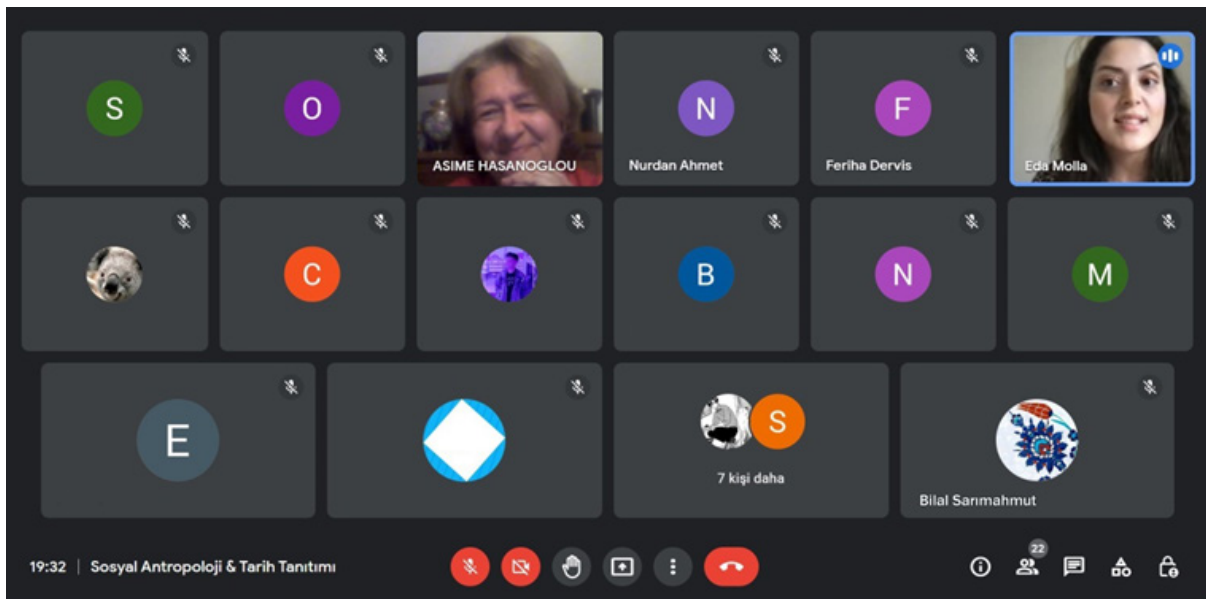 S
O
ASIME HASANOGLOU
N
Nurdan Ahmet
F
Feriha Dervis
Eda Molla
C
B
N
M
E
S
7 kişi daha
Bilal Sarımahmut
19:32 | Sosyal Antropoloji & Tarih Tanıtımı
22